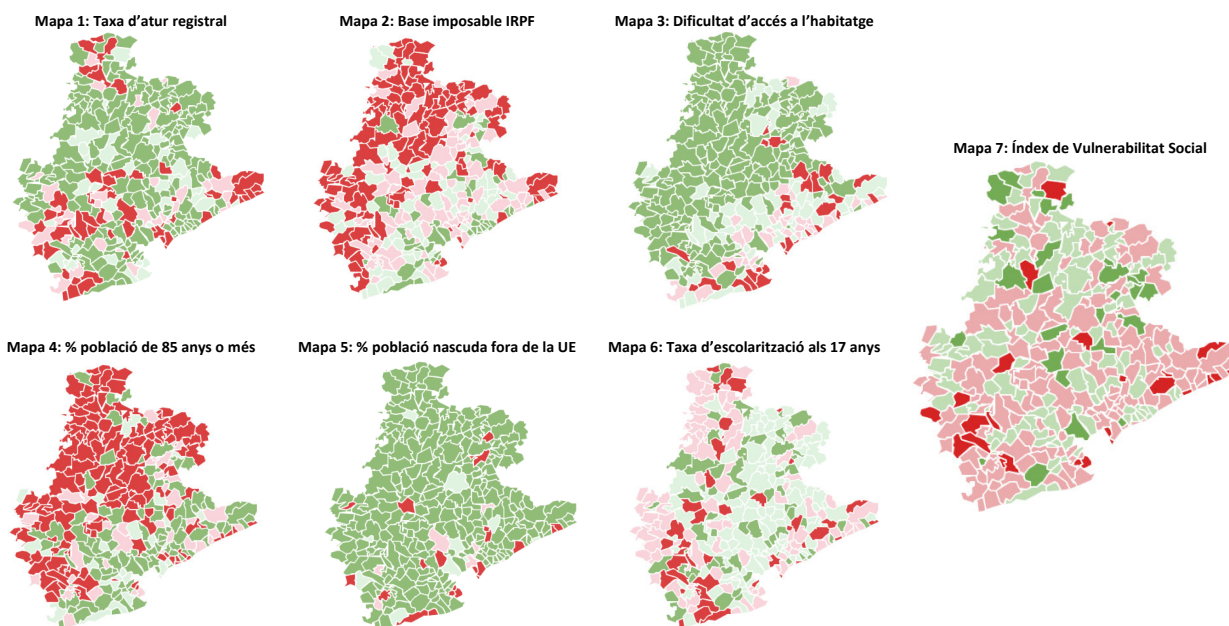 Mapa 1: Taxa d'atur registral
Mapa 2: Base imposable IRPF
Mapa 3: Dificultat d'accés a l'habitatge
Mapa 7: Índex de Vulnerabilitat Social
Mapa 4: % població de 85 anys o més
Mapa 5: % població nascuda fora de la UE
Mapa 6: Taxa d'escolarització als 17 anys